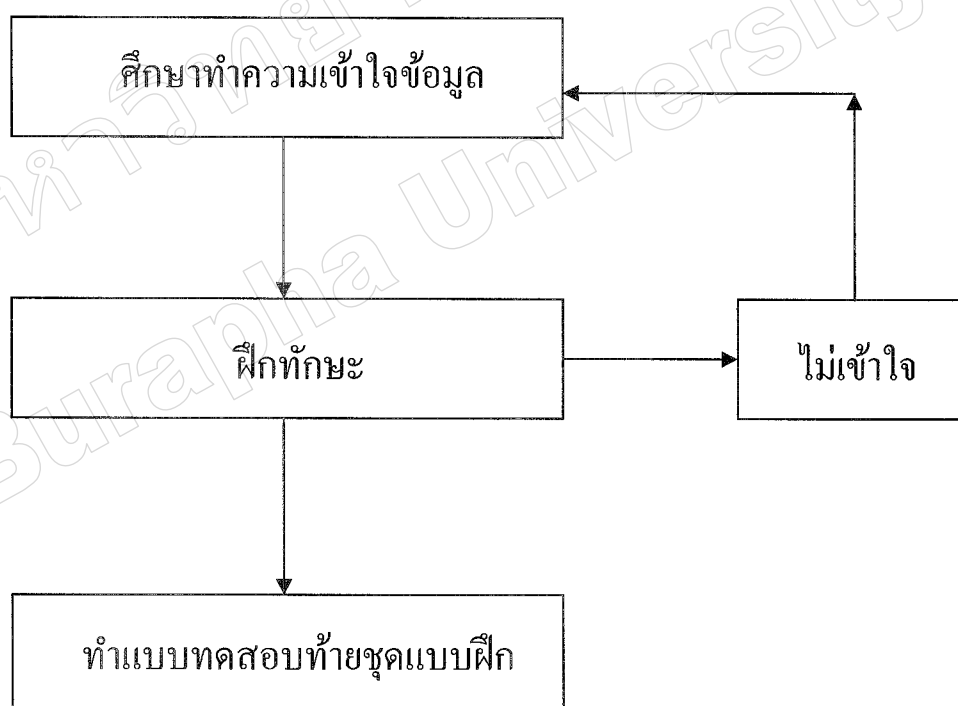 ศึกษาทำความเข้าใจข้อมูล
ฝึกทักษะ
ไม่เข้าใจ
ทำแบบทดสอบท้ายชุดแบบฝึก
Burapha University